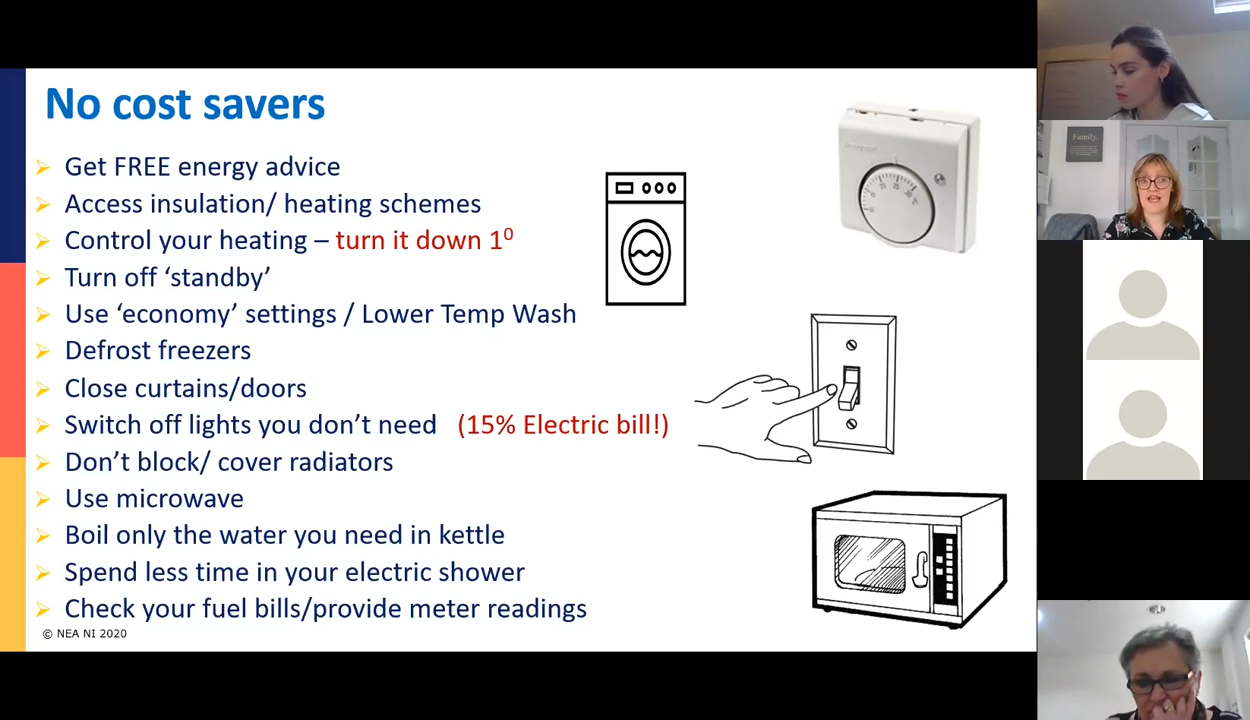 No cost savers
Get FREE energy advice
Access insulation/ heating schemes
Control your heating – turn it down 1⁰
Turn off ‘standby’
Use ‘economy’ settings / Lower Temp Wash
Defrost freezers
Close curtains/doors
Switch off lights you don’t need (15% Electric bill!)
Don’t block/ cover radiators
Use microwave
Boil only the water you need in kettle
Spend less time in your electric shower
Check your fuel bills/provide meter readings
© NEA NI 2020
Family.